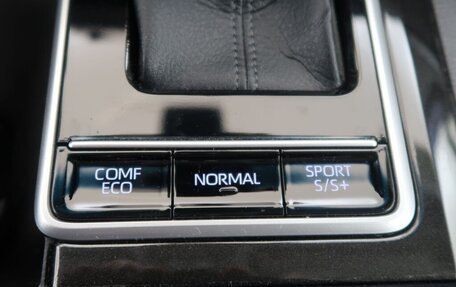 COMF
ECO
NORMAL
SPORT
S/S+